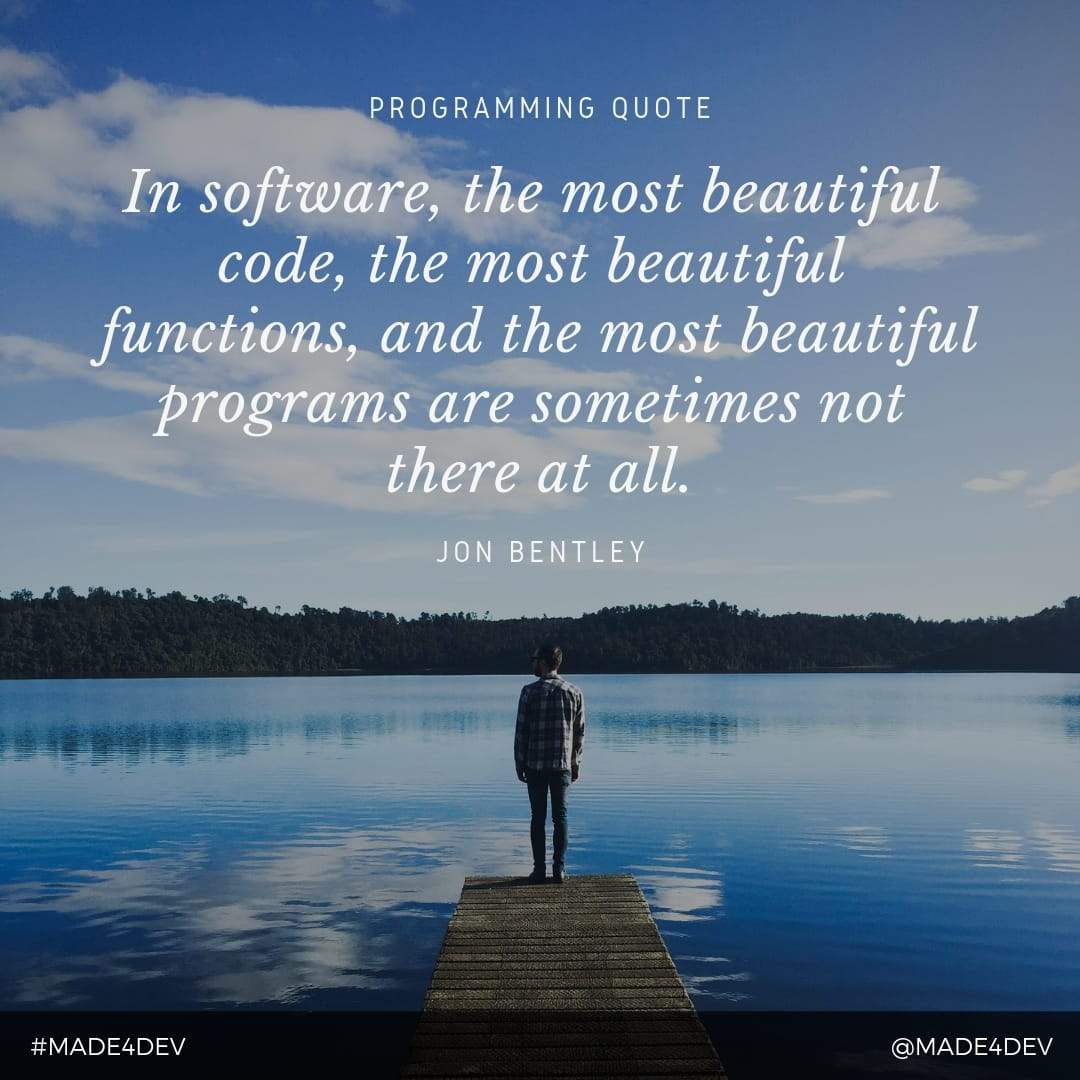 PROGRAMMING QUOTE
In software, the most beautiful
code, the most beautiful
functions, and the most beautiful
programs are sometimes not
there at all.
JON BENTLEY
#MADE4DEV
@MADE4DEV